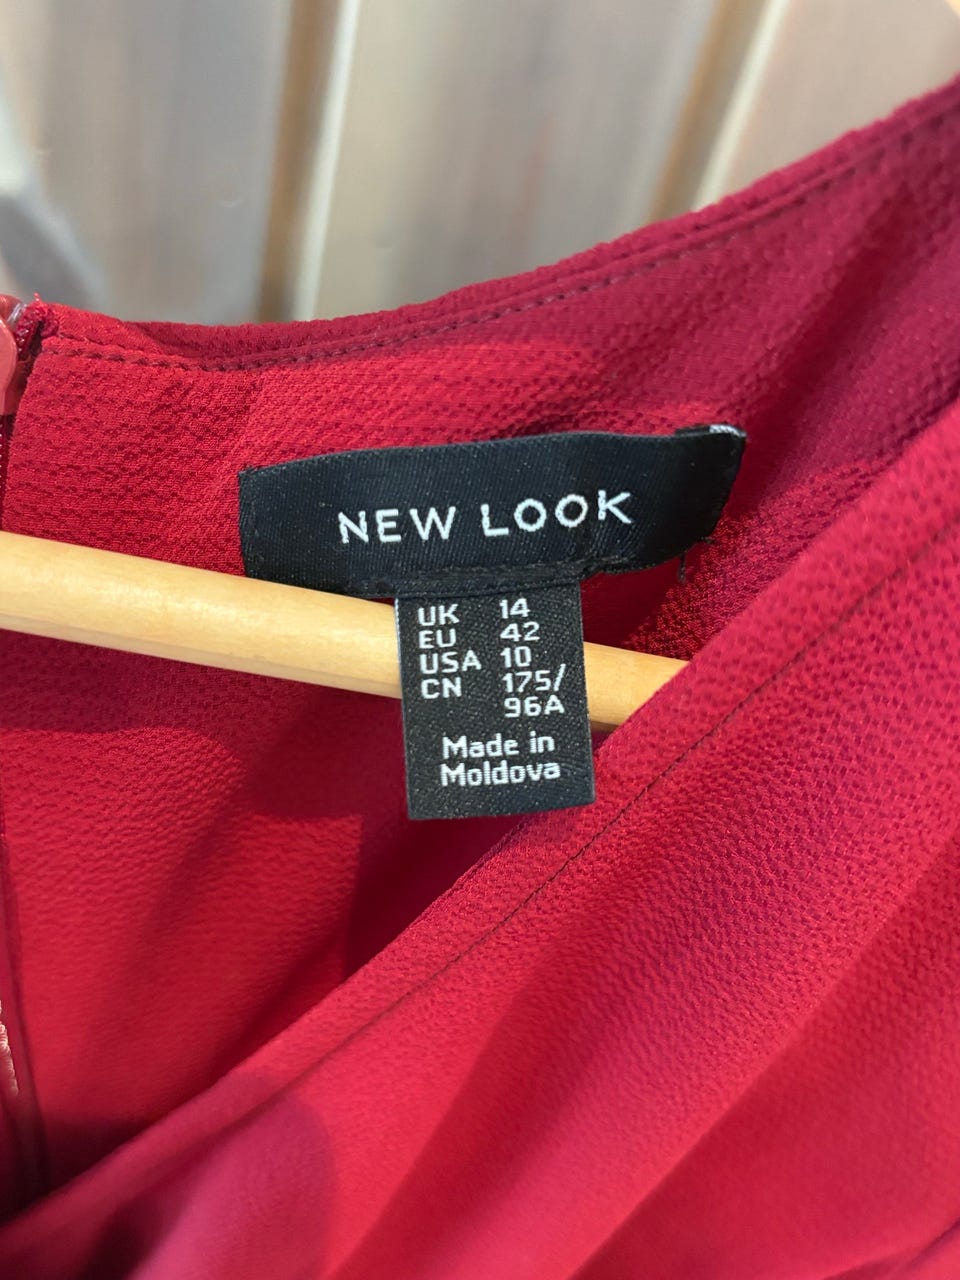 NEW LOOK
UK 14
EU 42
USA 10
CN 175/
96A
Made in
Moldova